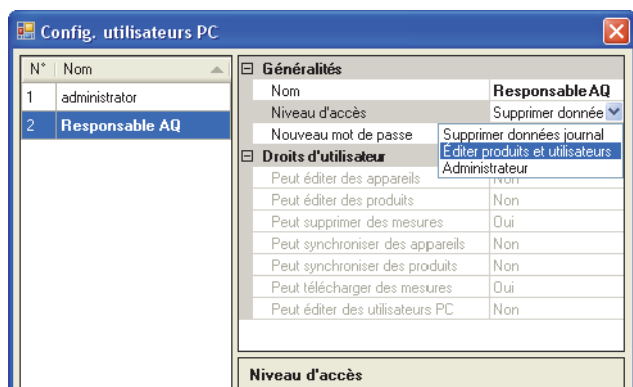 Config. utilisateurs PC
N° Nom
1 administrator
2 Responsable AQ
Généralités
Nom Responsable AQ
Niveau d'accès Supprimer donnée
Nouveau mot de passe
Supprimer données journal
Éditer produits et utilisateurs
Administrateur
Droits d'utilisateur
Peut éditer des appareils Non
Peut éditer des produits Non
Peut supprimer des mesures Oui
Peut synchroniser des appareils Non
Peut synchroniser des produits Non
Peut télécharger des mesures Oui
Peut éditer des utilisateurs PC Non
Niveau d'accès